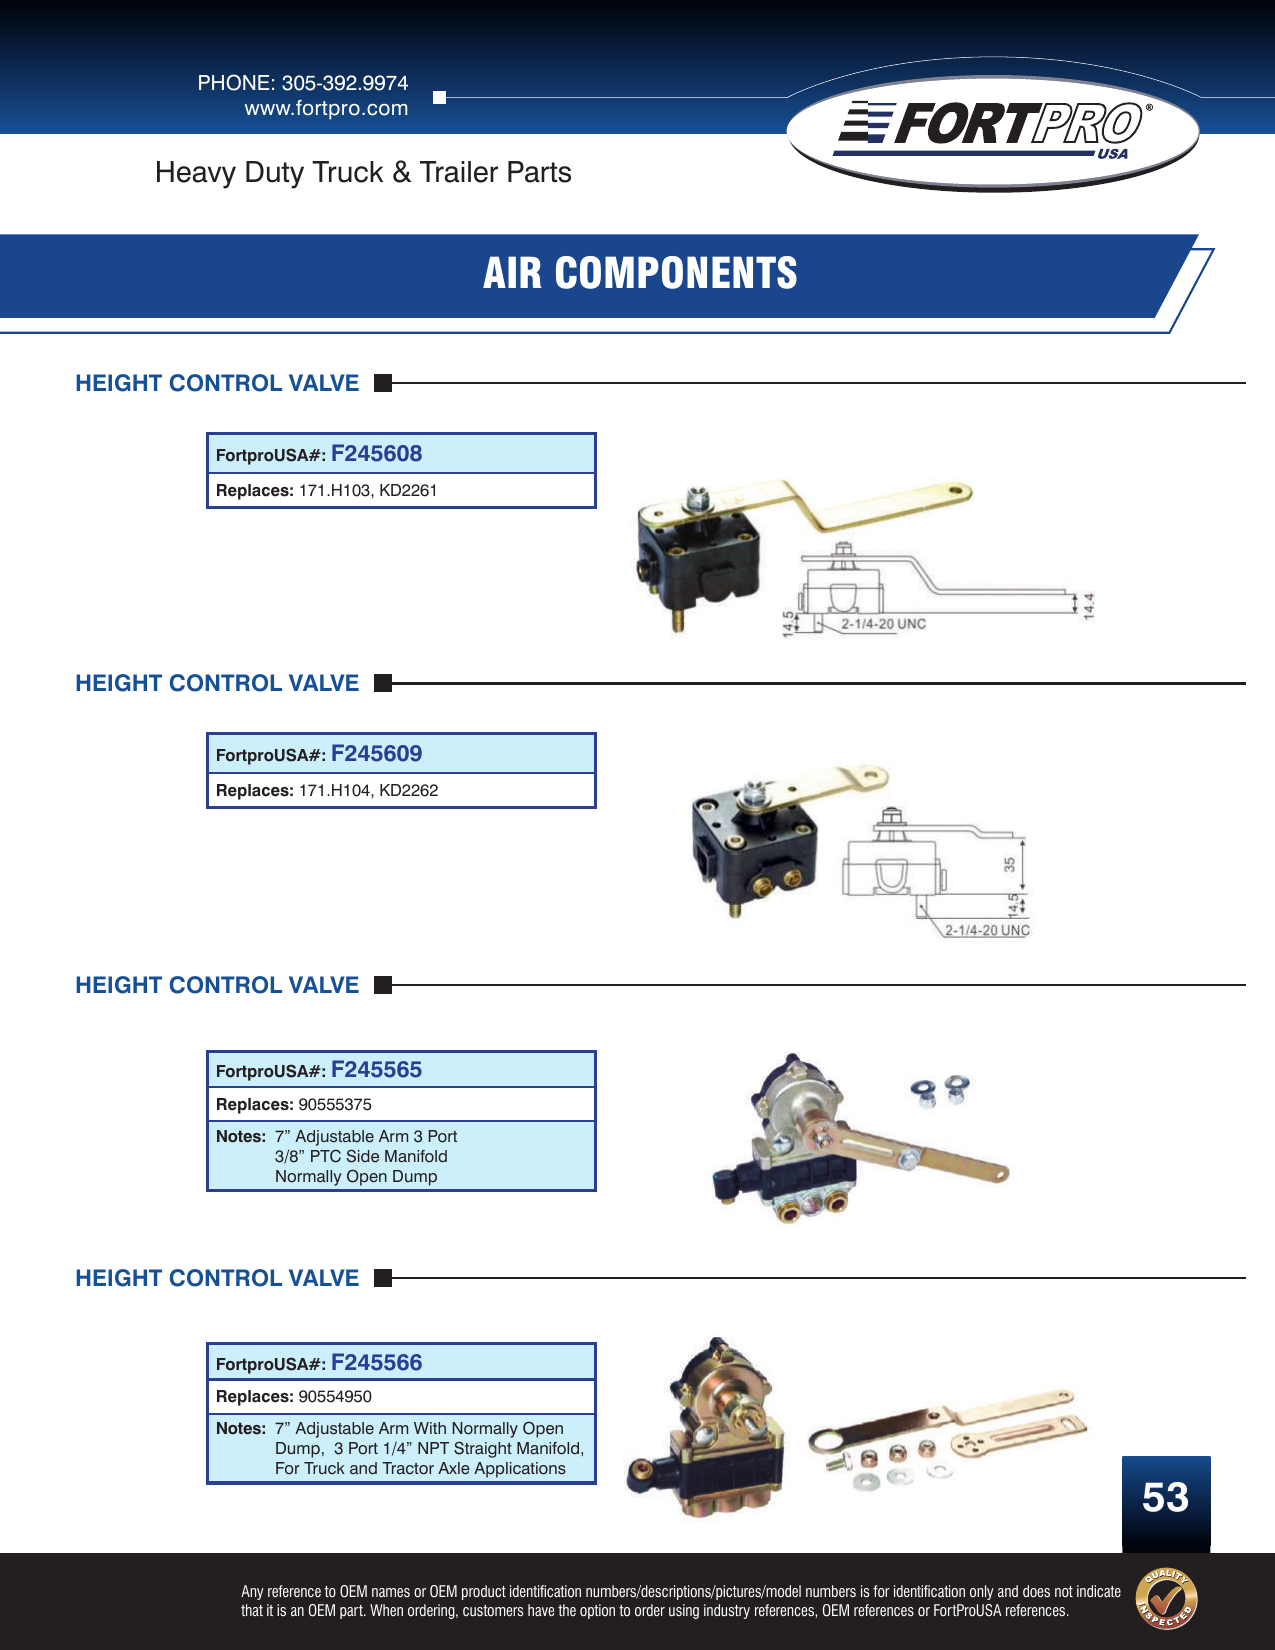 PHONE: 305-392.9974
www.fortpro.com
FORTPRO®
USA
Heavy Duty Truck & Trailer Parts
AIR COMPONENTS
HEIGHT CONTROL VALVE
FortproUSA#: F245608
Replaces: 171.H103, KD2261
14.5
2-1/4-20 UNC
14.4
HEIGHT CONTROL VALVE
FortproUSA#: F245609
Replaces: 171.H104, KD2262
35
14.5
2-1/4-20 UNC
HEIGHT CONTROL VALVE
FortproUSA#: F245565
Replaces: 90555375
Notes: 7” Adjustable Arm 3 Port
3/8” PTC Side Manifold
Normally Open Dump
HEIGHT CONTROL VALVE
FortproUSA#: F245566
Replaces: 90554950
Notes: 7” Adjustable Arm With Normally Open
Dump, 3 Port 1/4” NPT Straight Manifold,
For Truck and Tractor Axle Applications
53
Any reference to OEM names or OEM product identification numbers/descriptions/pictures/model numbers is for identification only and does not indicate
that it is an OEM part. When ordering, customers have the option to order using industry references, OEM references or FortProUSA references.
QUALITY
INSPECTED